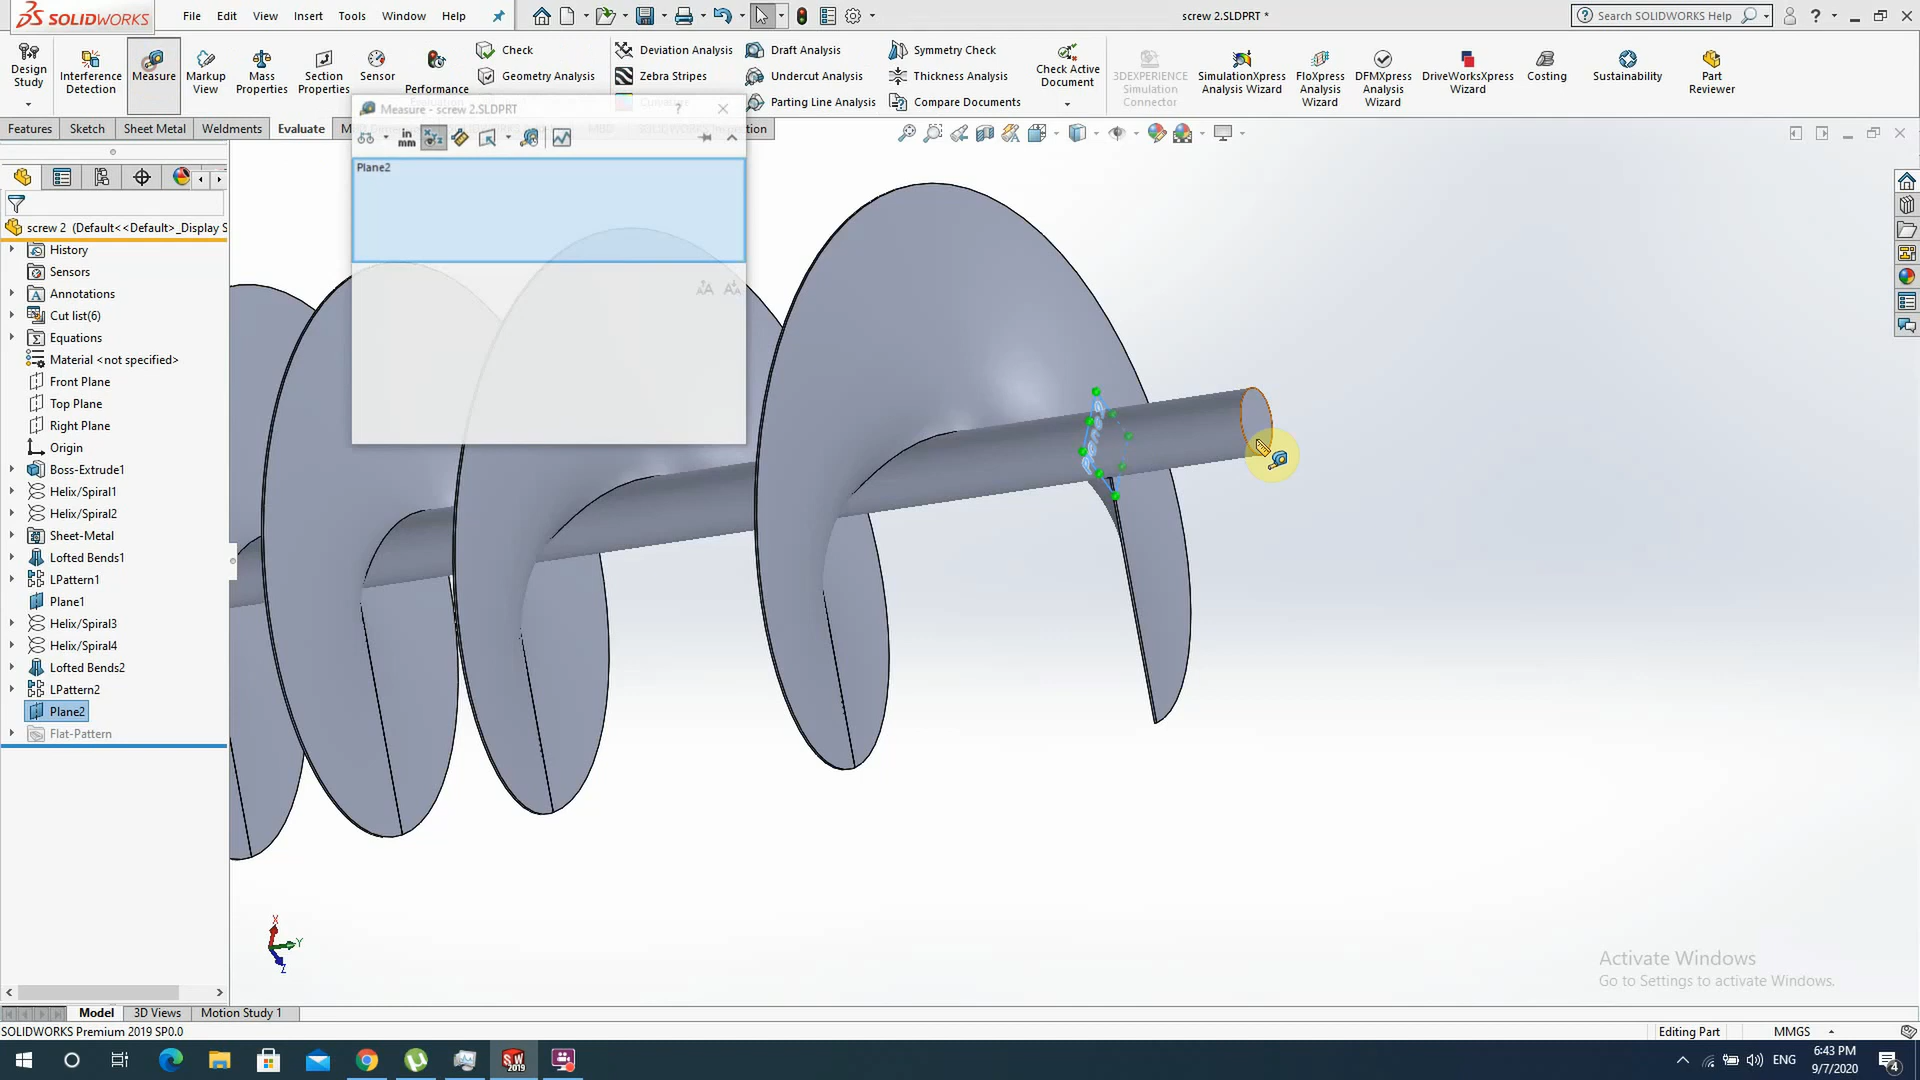 SOLIDWORKS
File Edit View Insert Tools Window Help
screw 2.SLDPRT *
Search SOLIDWORKS Help
Design Study
Interference Detection
Measure
Markup View
Mass Properties
Section Properties
Sensor
Performance
Check
Geometry Analysis
Deviation Analysis
Zebra Stripes
Draft Analysis
Undercut Analysis
Parting Line Analysis
Symmetry Check
Thickness Analysis
Compare Documents
Check Active Document
3DEXPERIENCE Simulation Connector
SimulationXpress Analysis Wizard
FloXpress Analysis Wizard
DFMXpress Analysis Wizard
DriveWorksXpress Wizard
Costing
Sustainability
Part Reviewer
Features Sketch Sheet Metal Weldments Evaluate
Measure - screw 2.SLDPRT
?
in
mm
Plane2
screw 2 (Default<<Default>_Display S
History
Sensors
Annotations
Cut list(6)
Equations
Material <not specified>
Front Plane
Top Plane
Right Plane
Origin
Boss-Extrude1
Helix/Spiral1
Helix/Spiral2
Sheet-Metal
Lofted Bends1
LPattern1
Plane1
Helix/Spiral3
Helix/Spiral4
Lofted Bends2
LPattern2
Plane2
Flat-Pattern
X
Y
Z
Activate Windows
Go to Settings to activate Windows.
Model 3D Views Motion Study 1
SOLIDWORKS Premium 2019 SP0.0
Editing Part
MMGS
ENG
6:43 PM
9/7/2020
4